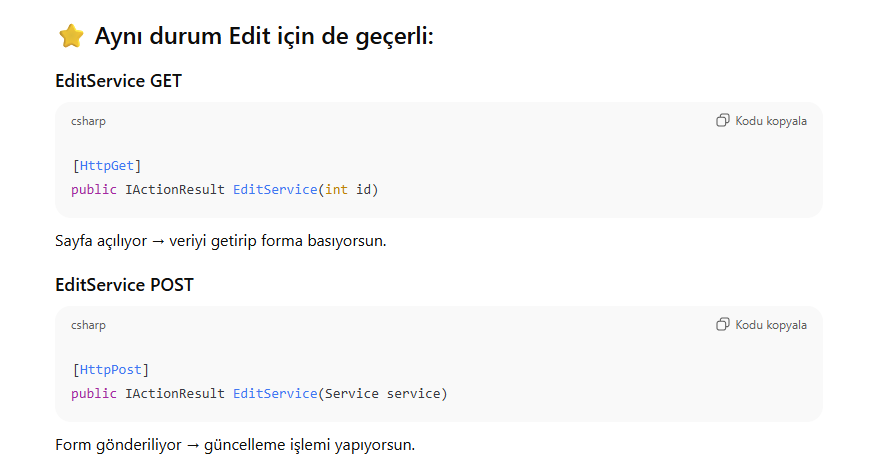 ⭐ Aynı durum Edit için de geçerli:
EditService GET
csharp Kodu kopyala
[HttpGet]
public IActionResult EditService(int id)
Sayfa açılıyor → veriyi getirip forma basıyorsun.
EditService POST
csharp Kodu kopyala
[HttpPost]
public IActionResult EditService(Service service)
Form gönderiliyor → güncelleme işlemi yapıyorsun.